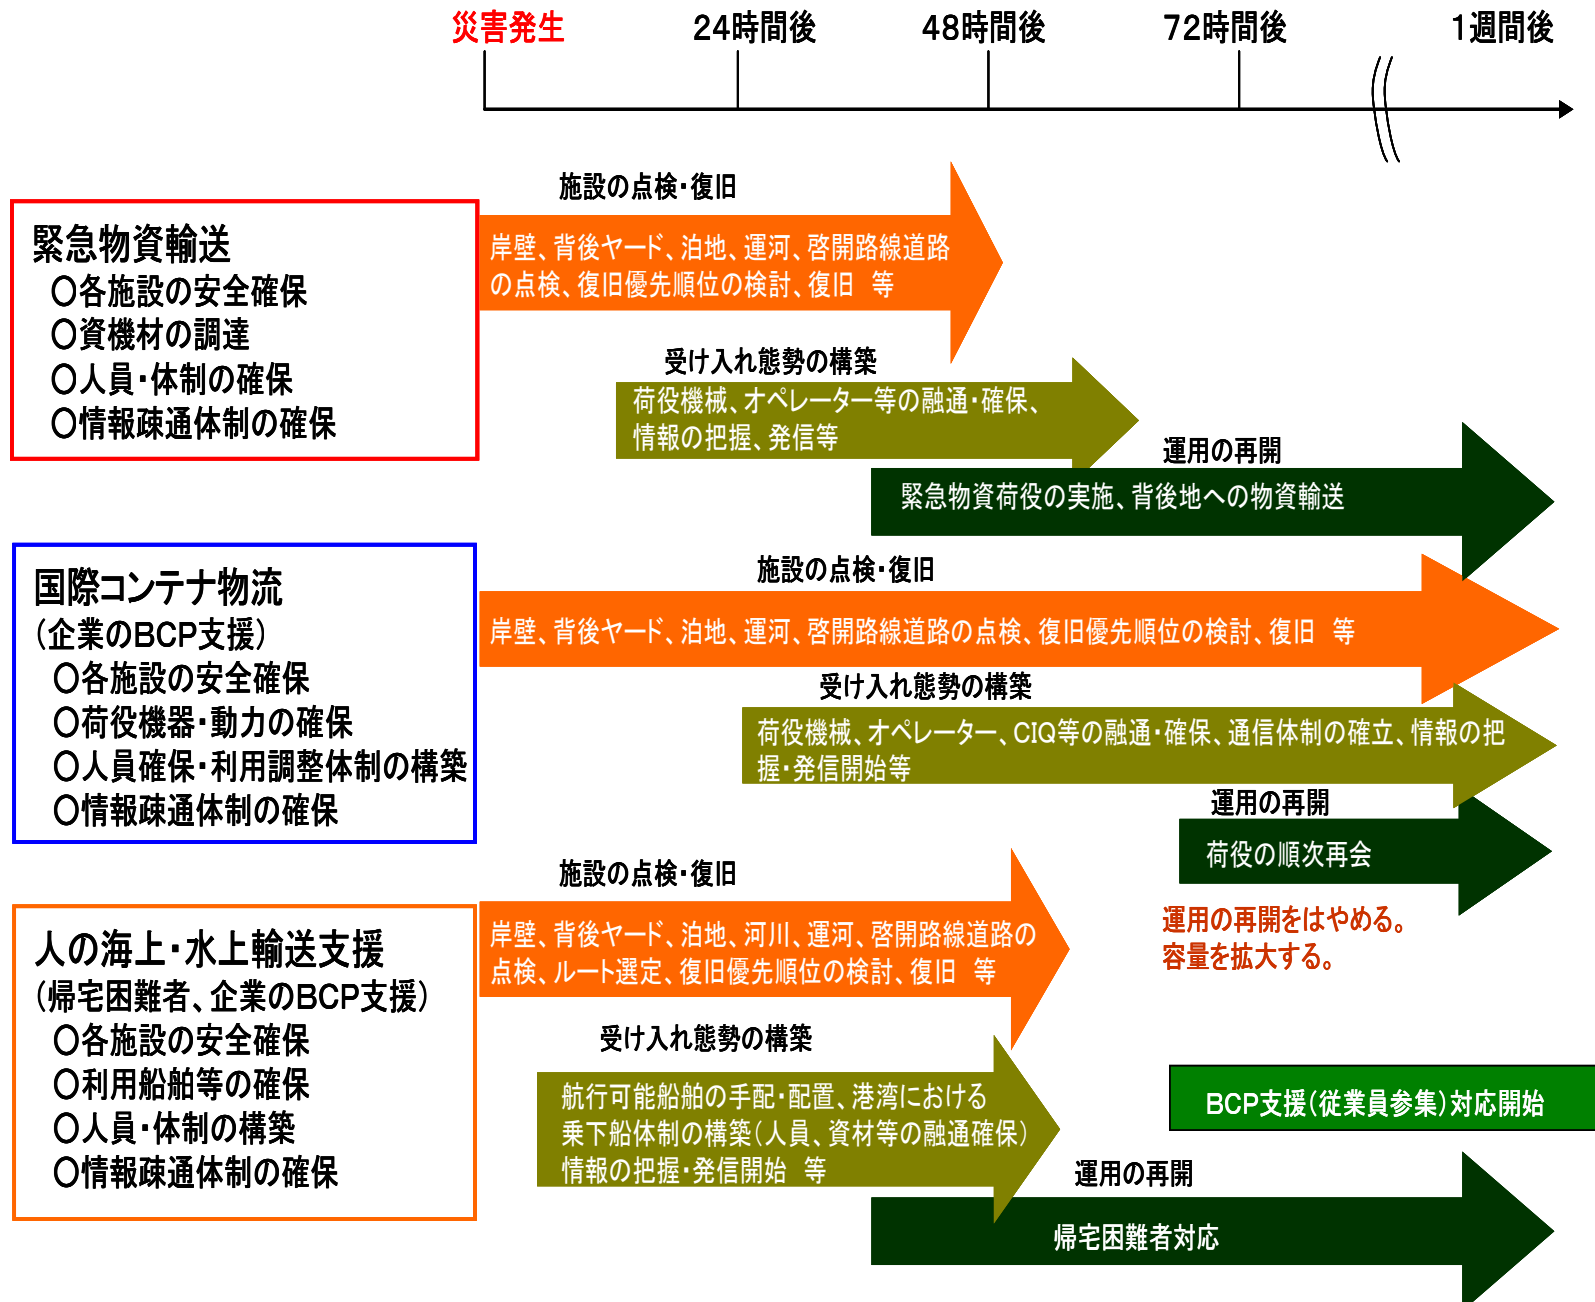 災害発生
24時間後
48時間後
72時間後
1週間後
緊急物資輸送
○各施設の安全確保
○資機材の調達
○人員・体制の確保
○情報疎通体制の確保
施設の点検・復旧
岸壁、背後ヤード、泊地、運河、啓開路線道路
の点検、復旧優先順位の検討、復旧　等
受け入れ態勢の構築
荷役機械、オペレーター等の融通・確保、
情報の把握、発信等
運用の再開
緊急物資荷役の実施、背後地への物資輸送
国際コンテナ物流
（企業のBCP支援）
○各施設の安全確保
○荷役機器・動力の確保
○人員確保・利用調整体制の構築
○情報疎通体制の確保
施設の点検・復旧
岸壁、背後ヤード、泊地、運河、啓開路線道路の点検、復旧優先順位の検討、復旧　等
受け入れ態勢の構築
荷役機械、オペレーター、CIQ等の融通・確保、通信体制の確立、情報の把
握・発信開始等
運用の再開
荷役の順次再会
運用の再開をはやめる。
容量を拡大する。
人の海上・水上輸送支援
（帰宅困難者、企業のBCP支援）
○各施設の安全確保
○利用船舶等の確保
○人員・体制の構築
○情報疎通体制の確保
施設の点検・復旧
岸壁、背後ヤード、泊地、河川、運河、啓開路線道路の
点検、ルート選定、復旧優先順位の検討、復旧　等
受け入れ態勢の構築
航行可能船舶の手配・配置、港湾における
乗下船体制の構築（人員、資材等の融通確保）
情報の把握・発信開始　等
BCP支援（従業員参集）対応開始
運用の再開
帰宅困難者対応